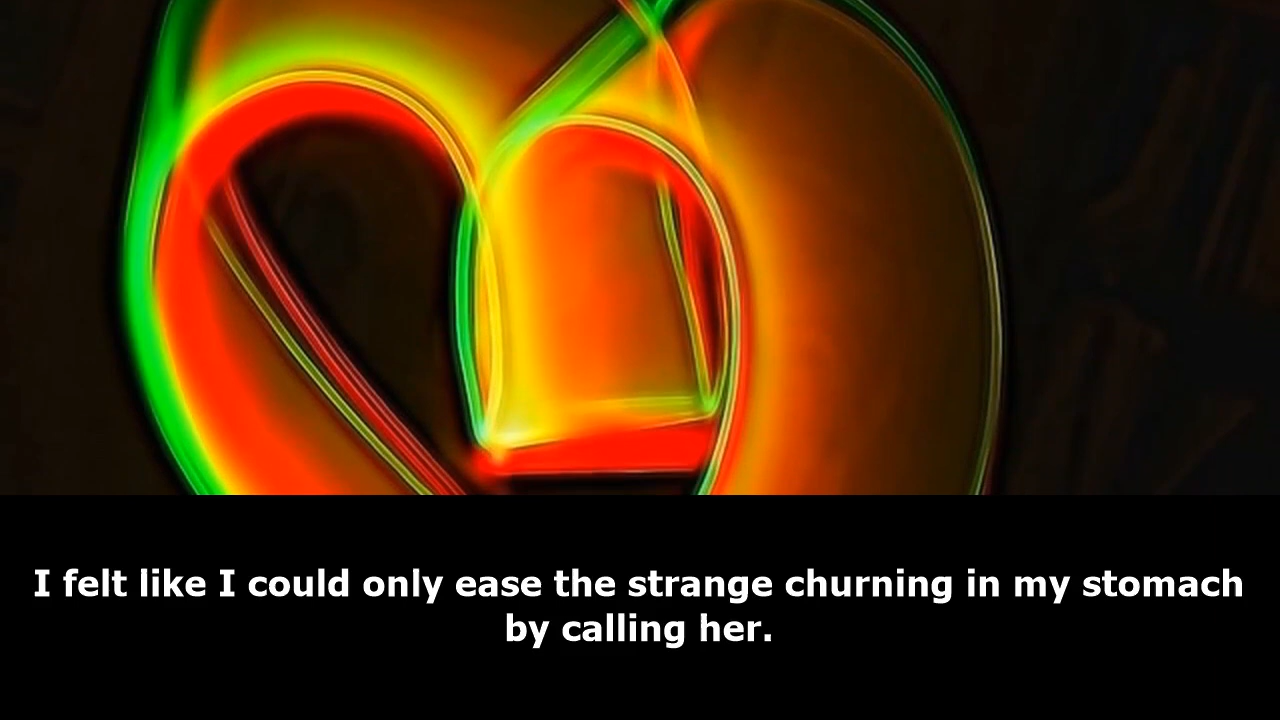 I felt like I could only ease the strange churning in my stomach
by calling her.